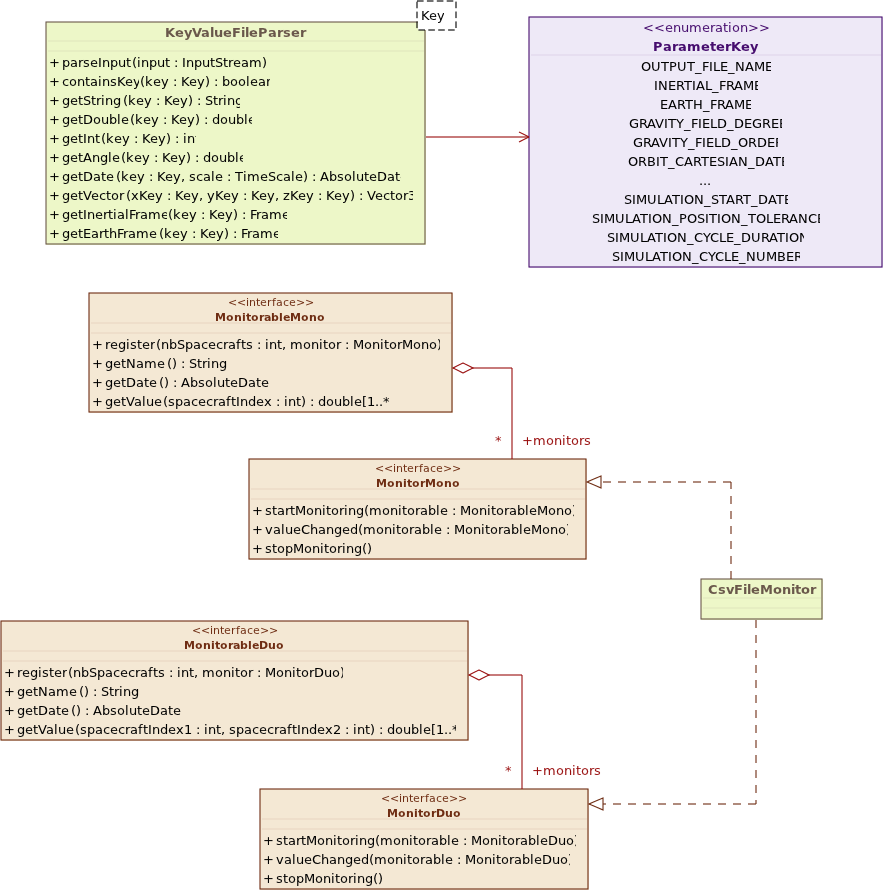 Key
KeyValueFileParser
+ parseInput(input : InputStream)
+ containsKey(key : Key) : boolear
+ getString(key : Key) : String
+ getDouble(key : Key) : double
+ getInt(key : Key) : in
+ getAngle(key : Key) : double
+ getDate(key : Key, scale : TimeScale) : AbsoluteDat
+ getVector(xKey : Key, yKey : Key, zKey : Key) : Vector3
+ getInertialFrame(key : Key) : Frame
+ getEarthFrame(key : Key) : Frame
<<enumeration>>
ParameterKey
OUTPUT_FILE_NAME
INERTIAL_FRAME
EARTH_FRAME
GRAVITY_FIELD_DEGREE
GRAVITY_FIELD_ORDER
ORBIT_CARTESIAN_DATE
...
SIMULATION_START_DATE
SIMULATION_POSITION_TOLERANCE
SIMULATION_CYCLE_DURATION
SIMULATION_CYCLE_NUMBER
<<interface>>
MonitorableMono
+ register(nbSpacecrafts : int, monitor : MonitorMono)
+ getName() : String
+ getDate() : AbsoluteDate
+ getValue(spacecraftIndex : int) : double[1..*
* +monitors
<<interface>>
MonitorMono
+ startMonitoring(monitorable : MonitorableMono)
+ valueChanged(monitorable : MonitorableMono)
+ stopMonitoring()
CsvFileMonitor
<<interface>>
MonitorableDuo
+ register(nbSpacecrafts : int, monitor : MonitorDuo)
+ getName() : String
+ getDate() : AbsoluteDate
+ getValue(spacecraftIndex1 : int, spacecraftIndex2 : int) : double[1..*
* +monitors
<<interface>>
MonitorDuo
+ startMonitoring(monitorable : MonitorableDuo)
+ valueChanged(monitorable : MonitorableDuo)
+ stopMonitoring()